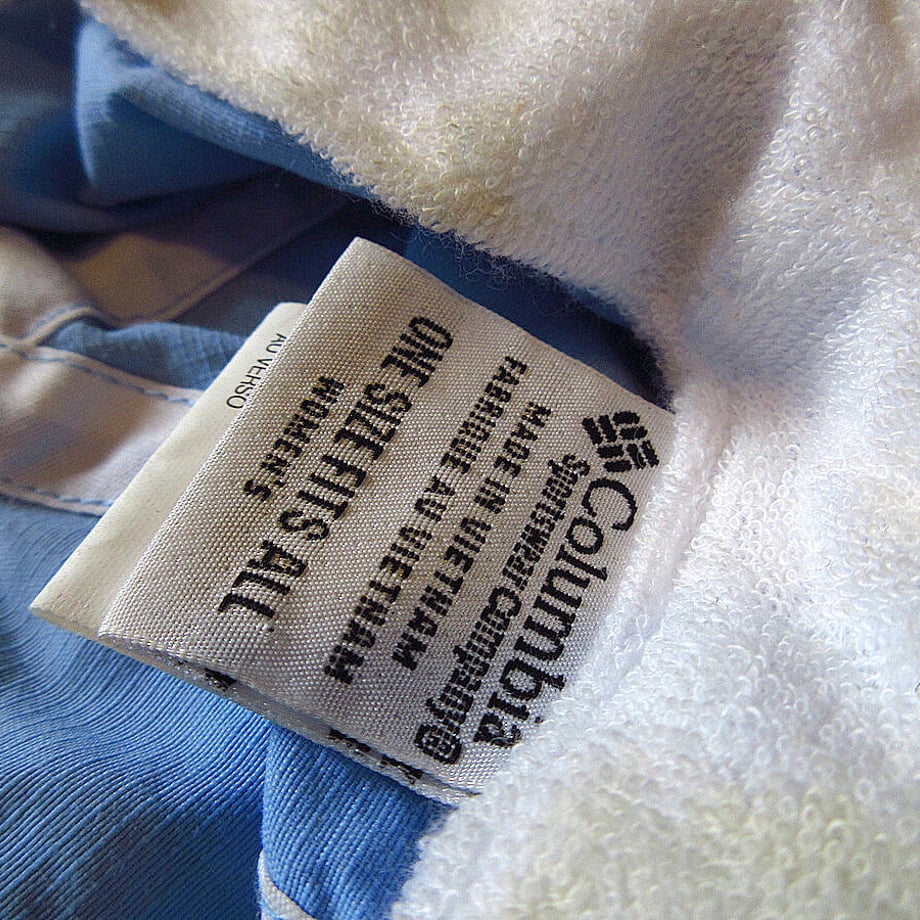 Columbia
Sportswear Company®
MADE IN VIETNAM
FABRIQUÉ AU VIETNAM
ONE SIZE FITS ALL
WOMEN'S
AU VERSO